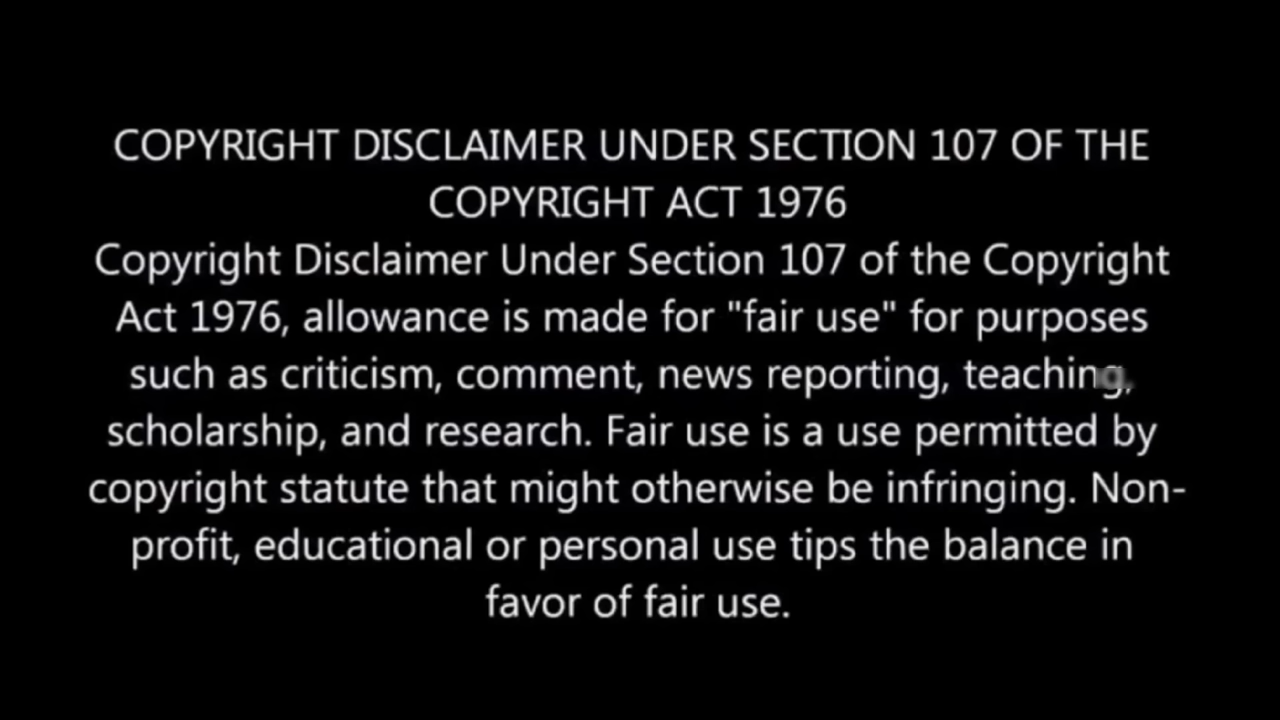 COPYRIGHT DISCLAIMER UNDER SECTION 107 OF THE
COPYRIGHT ACT 1976
Copyright Disclaimer Under Section 107 of the Copyright
Act 1976, allowance is made for "fair use" for purposes
such as criticism, comment, news reporting, teaching,
scholarship, and research. Fair use is a use permitted by
copyright statute that might otherwise be infringing. Non-
profit, educational or personal use tips the balance in
favor of fair use.